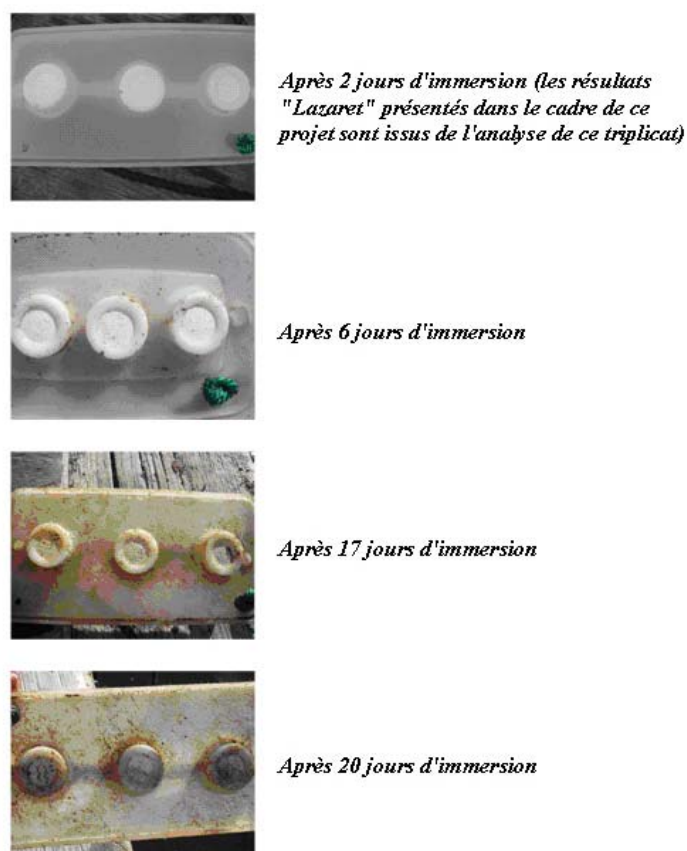 Après 2 jours d'immersion (les résultats
"Lazaret" présentés dans le cadre de ce
projet sont issus de l'analyse de ce triplicat)
Après 6 jours d'immersion
Après 17 jours d'immersion
Après 20 jours d'immersion